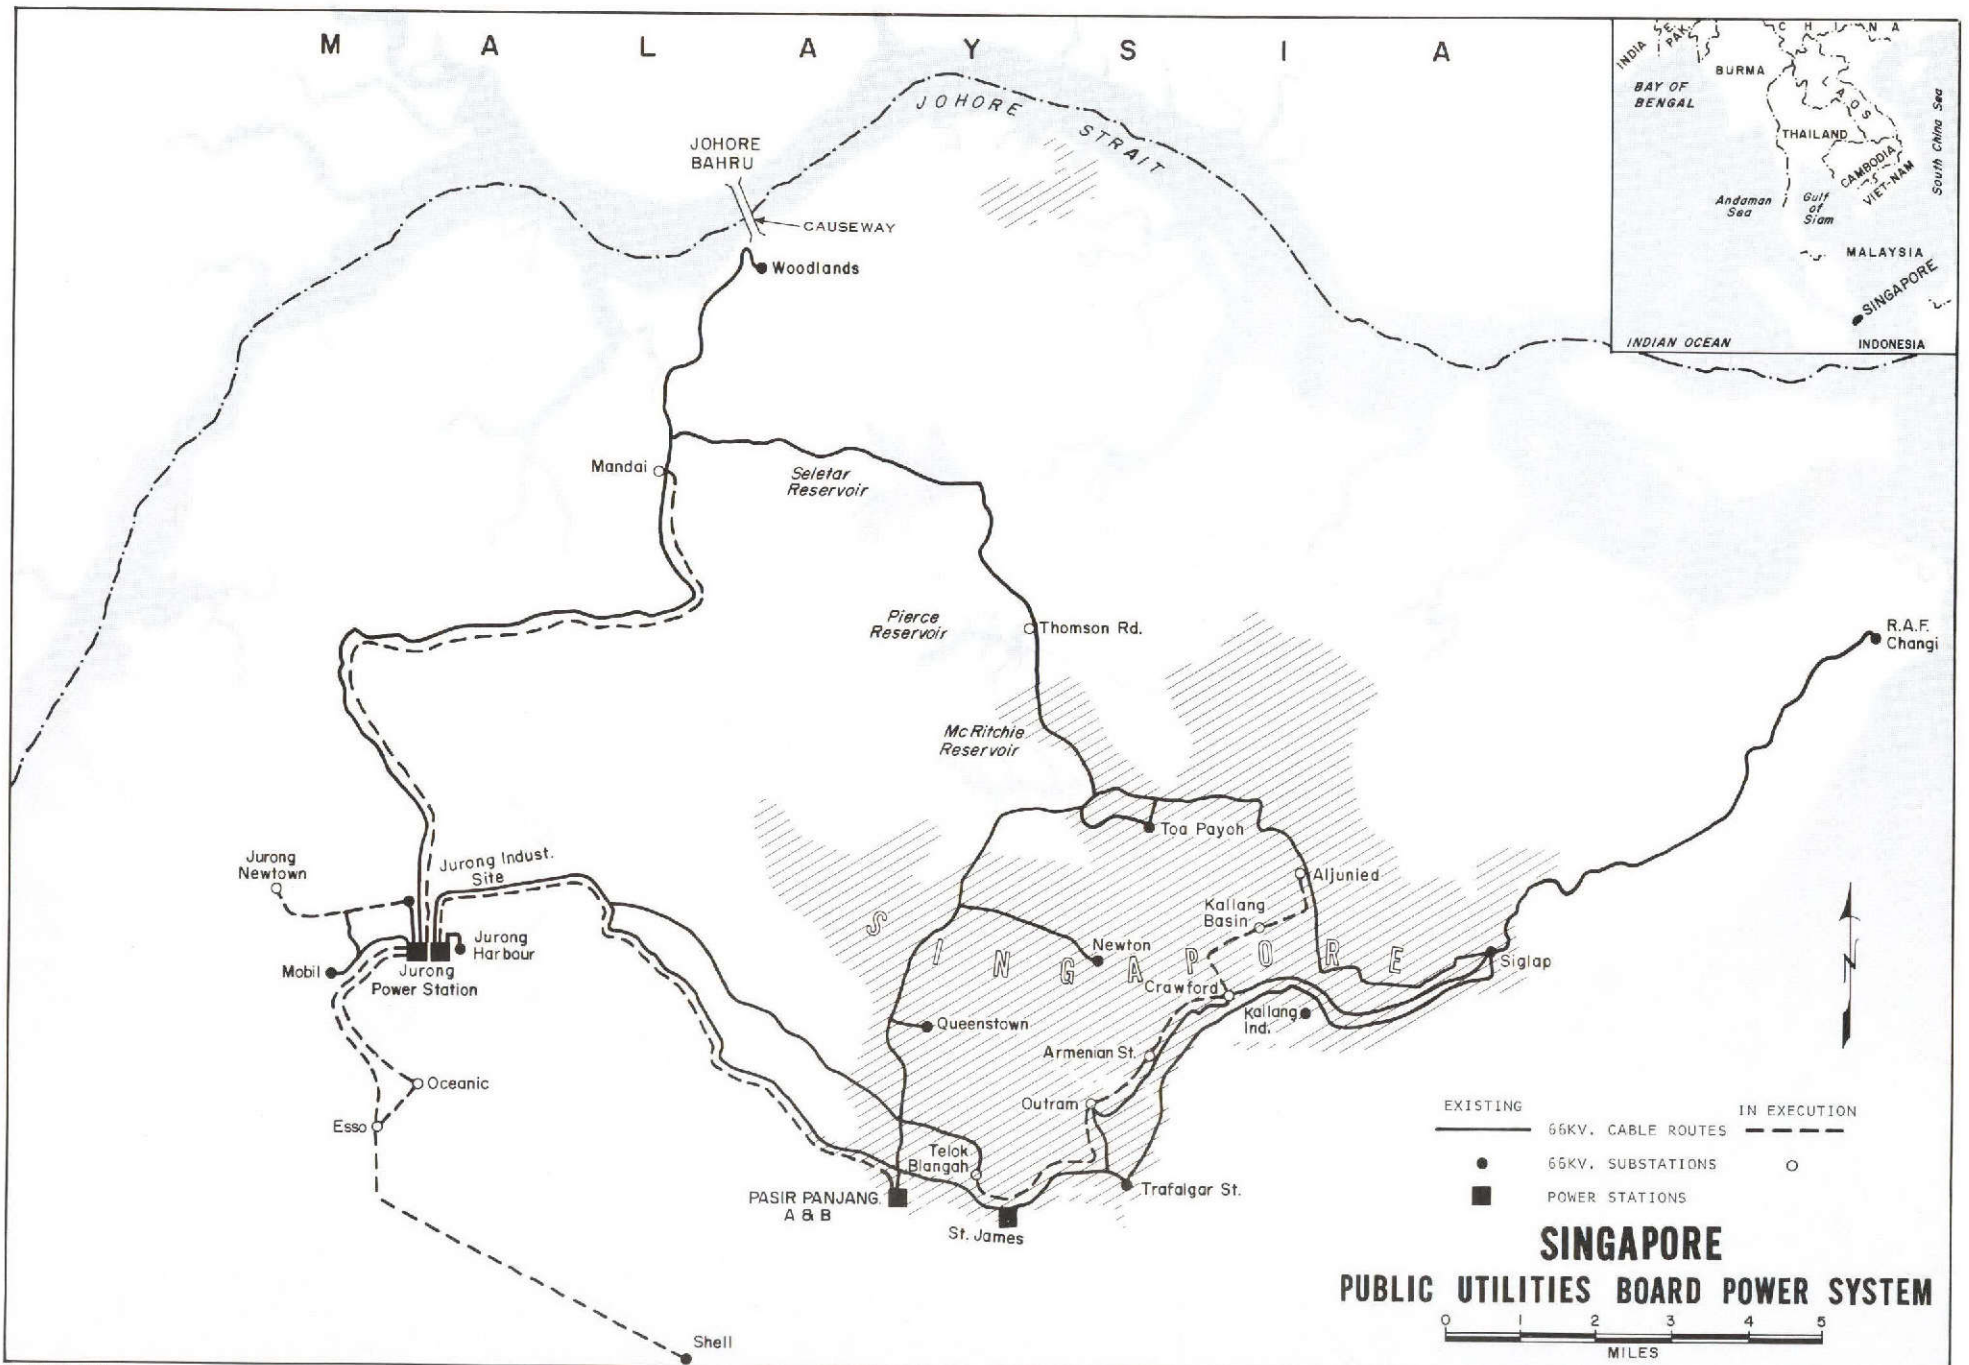 M A L A Y S I A
JOHORE STRAIT
JOHORE
BAHRU
CAUSEWAY
Woodlands
Mandai
Seletar
Reservoir
Pierce
Reservoir
Thomson Rd.
McRitchie
Reservoir
R.A.F.
Changi
Toa Payoh
Jurong
Newtown
Jurong Indust.
Site
Aljunied
Kallang
Basin
S I N G A P O R E
Jurong
Harbour
Newton
Siglap
Mobil
Jurong
Power Station
Crawford
Kallang
Ind.
Queenstown
Armenian St.
Oceanic
Outram
Esso
Telok
Blangah
PASIR PANJANG.
A & B
Trafalgar St.
St. James
Shell
N
INDIA
E.
PAK.
C H I N A
BURMA
BAY OF
BENGAL
LAOS
THAILAND
CAMBODIA
VIET-NAM
South China Sea
Andaman
Sea
Gulf
of
Siam
MALAYSIA
SINGAPORE
INDIAN OCEAN
INDONESIA
EXISTING
IN EXECUTION
66KV. CABLE ROUTES
66KV. SUBSTATIONS
POWER STATIONS
SINGAPORE
PUBLIC UTILITIES BOARD POWER SYSTEM
0 1 2 3 4 5
MILES